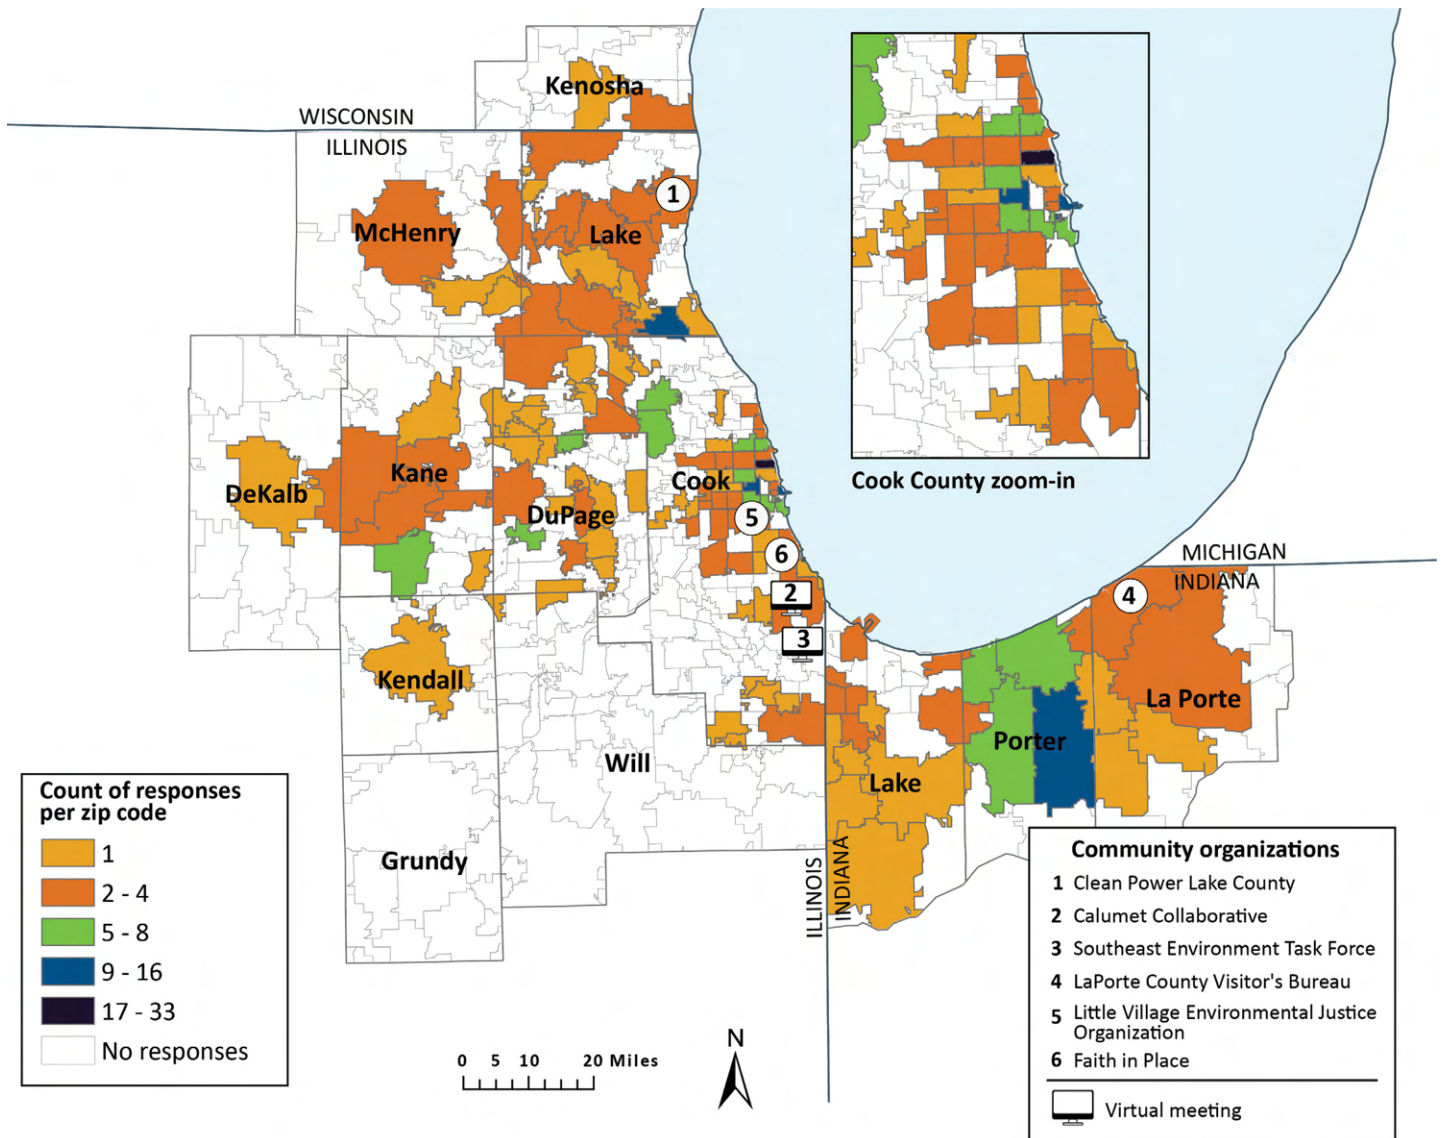 Kenosha
WISCONSIN
ILLINOIS
1
McHenry
Lake
Cook County zoom-in
Kane
DeKalb
Cook
DuPage
5
6
MICHIGAN
INDIANA
2
4
3
Kendall
La Porte
Porter
Will
Lake
Grundy
ILLINOIS
INDIANA
Count of responses
per zip code
1
2 - 4
5 - 8
9 - 16
17 - 33
No responses
N
0 5 10 20 Miles
Community organizations
1 Clean Power Lake County
2 Calumet Collaborative
3 Southeast Environment Task Force
4 LaPorte County Visitor's Bureau
5 Little Village Environmental Justice
Organization
6 Faith in Place
Virtual meeting